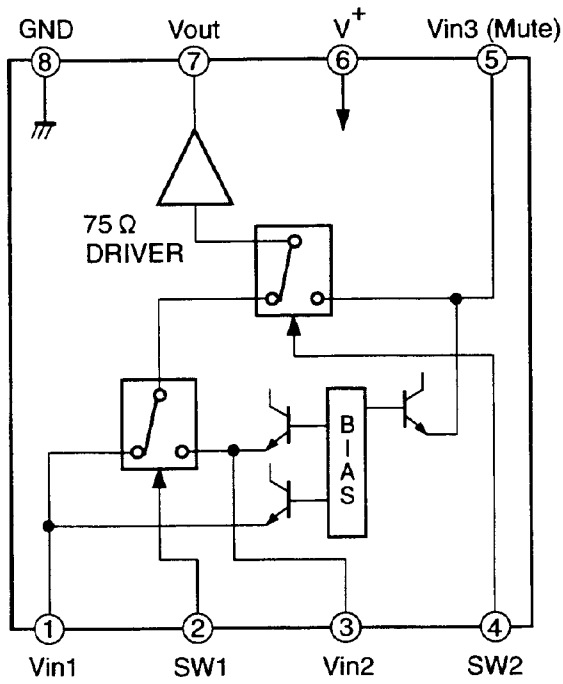 GND Vout V+ Vin3 (Mute)
8 7 6 5
75 Ω
DRIVER
B
I
A
S
1 2 3 4
Vin1 SW1 Vin2 SW2